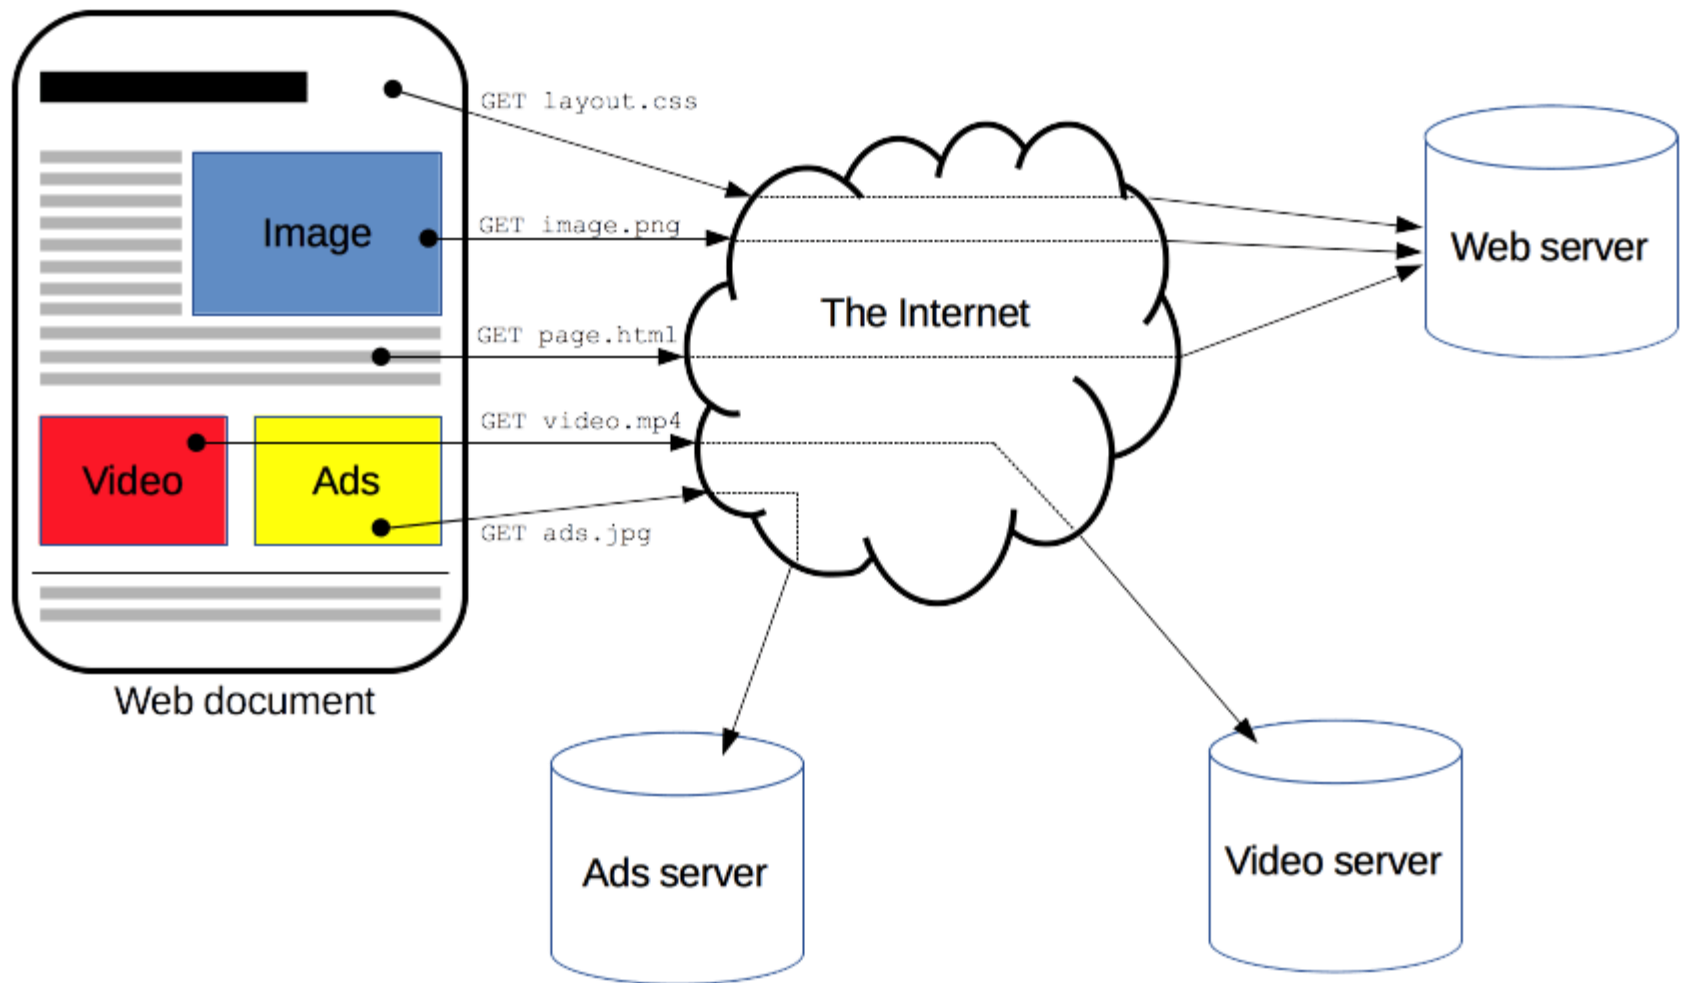 GET layout.css
Image
GET image.png
Web server
The Internet
GET page.html
GET video.mp4
Video
Ads
GET ads.jpg
Web document
Ads server
Video server